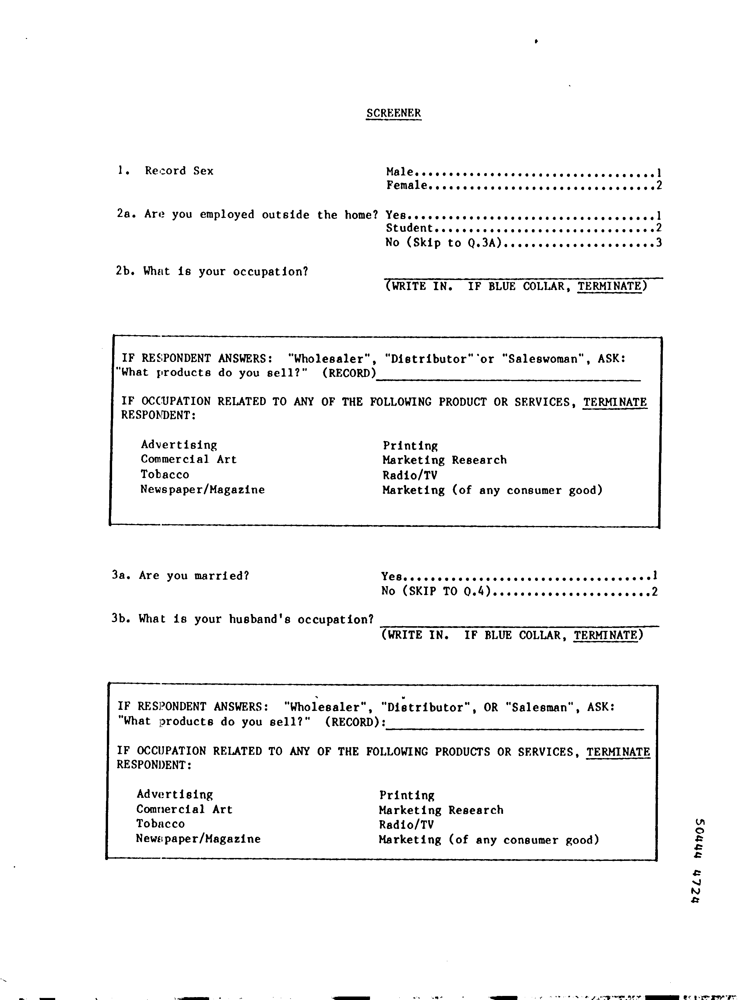 SCREENER
1. Record Sex Male...................................1
Female.................................2
2a. Are you employed outside the home? Yes....................................1
Student................................2
No (Skip to Q.3A)......................3
2b. What is your occupation?
(WRITE IN. IF BLUE COLLAR, TERMINATE)
IF RESPONDENT ANSWERS: "Wholesaler", "Distributor" or "Saleswoman", ASK:
"What products do you sell?" (RECORD)
IF OCCUPATION RELATED TO ANY OF THE FOLLOWING PRODUCT OR SERVICES, TERMINATE
RESPONDENT:
Advertising Printing
Commercial Art Marketing Research
Tobacco Radio/TV
Newspaper/Magazine Marketing (of any consumer good)
3a. Are you married? Yes....................................1
No (SKIP TO Q.4).......................2
3b. What is your husband's occupation?
(WRITE IN. IF BLUE COLLAR, TERMINATE)
IF RESPONDENT ANSWERS: "Wholesaler", "Distributor", OR "Salesman", ASK:
"What products do you sell?" (RECORD):
IF OCCUPATION RELATED TO ANY OF THE FOLLOWING PRODUCTS OR SERVICES, TERMINATE
RESPONDENT:
Advertising Printing
Commercial Art Marketing Research
Tobacco Radio/TV
Newspaper/Magazine Marketing (of any consumer good)
50444 4724